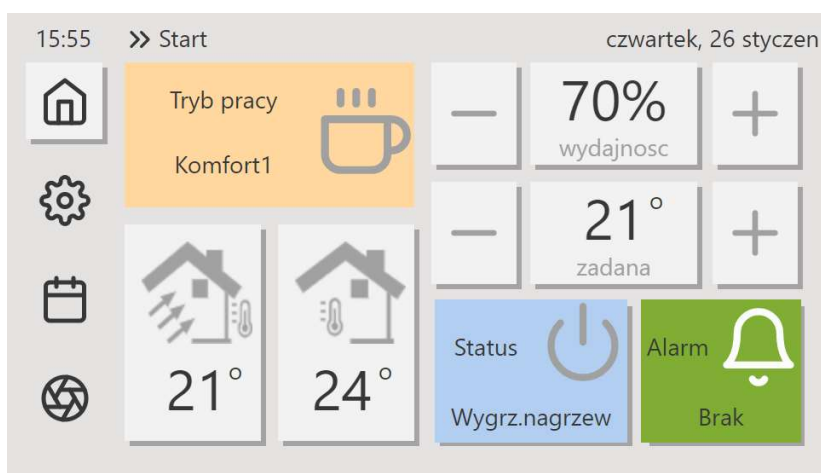 15:55
>> Start
czwartek, 26 styczen
Tryb pracy
Komfort1
70%
wydajnosc
21°
zadana
21°
24°
Status
Wygrz.nagrzew
Alarm
Brak